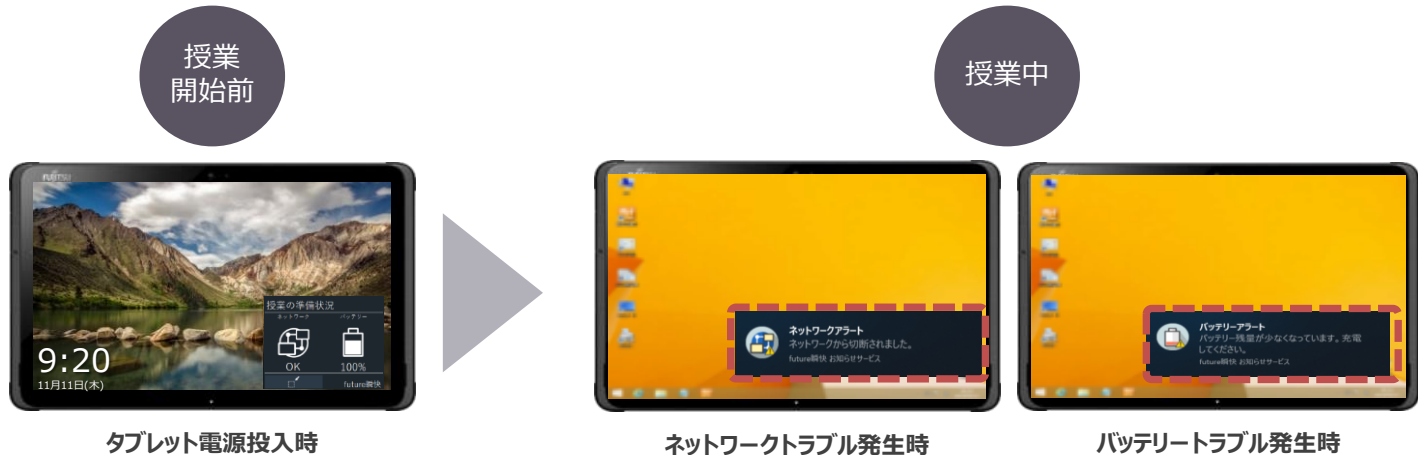 授業
開始前
授業中
FUJITSU
授業の準備状況
ネットワーク
バッテリー
OK
100%
future瞬快
9:20
11月11日(木)
ネットワークアラート
ネットワークから切断されました。
future瞬快 お知らせサービス
バッテリーアラート
バッテリー残量が少なくなっています。充電
してください。
future瞬快 お知らせサービス
タブレット電源投入時
ネットワークトラブル発生時
バッテリートラブル発生時